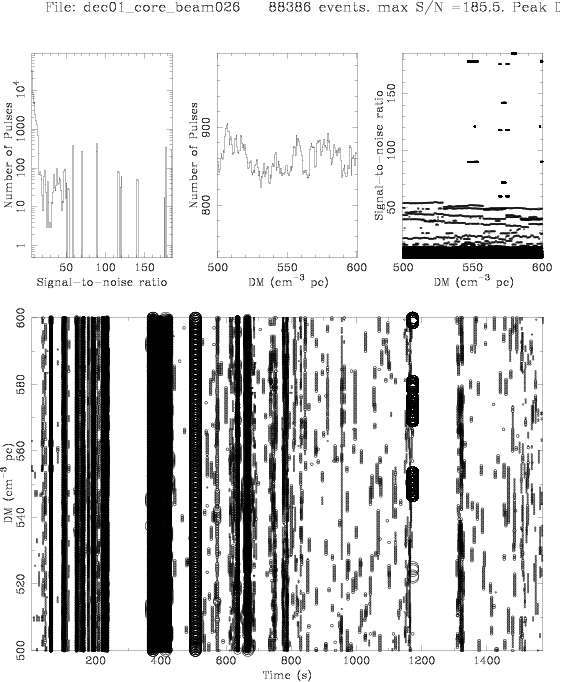 File: dec01_core_beam026 88386 events. max S/N =185.5. Peak D
Number of Pulses
10⁴
1000
100
10
1
50 100 150
Signal-to-noise ratio
Number of Pulses
900
800
500 550 600
DM (cm⁻³ pc)
Signal-to-noise ratio
150
100
50
500 550 600
DM (cm⁻³ pc)
DM (cm⁻³ pc)
600
580
560
540
520
500
200 400 600 800 1000 1200 1400
Time (s)